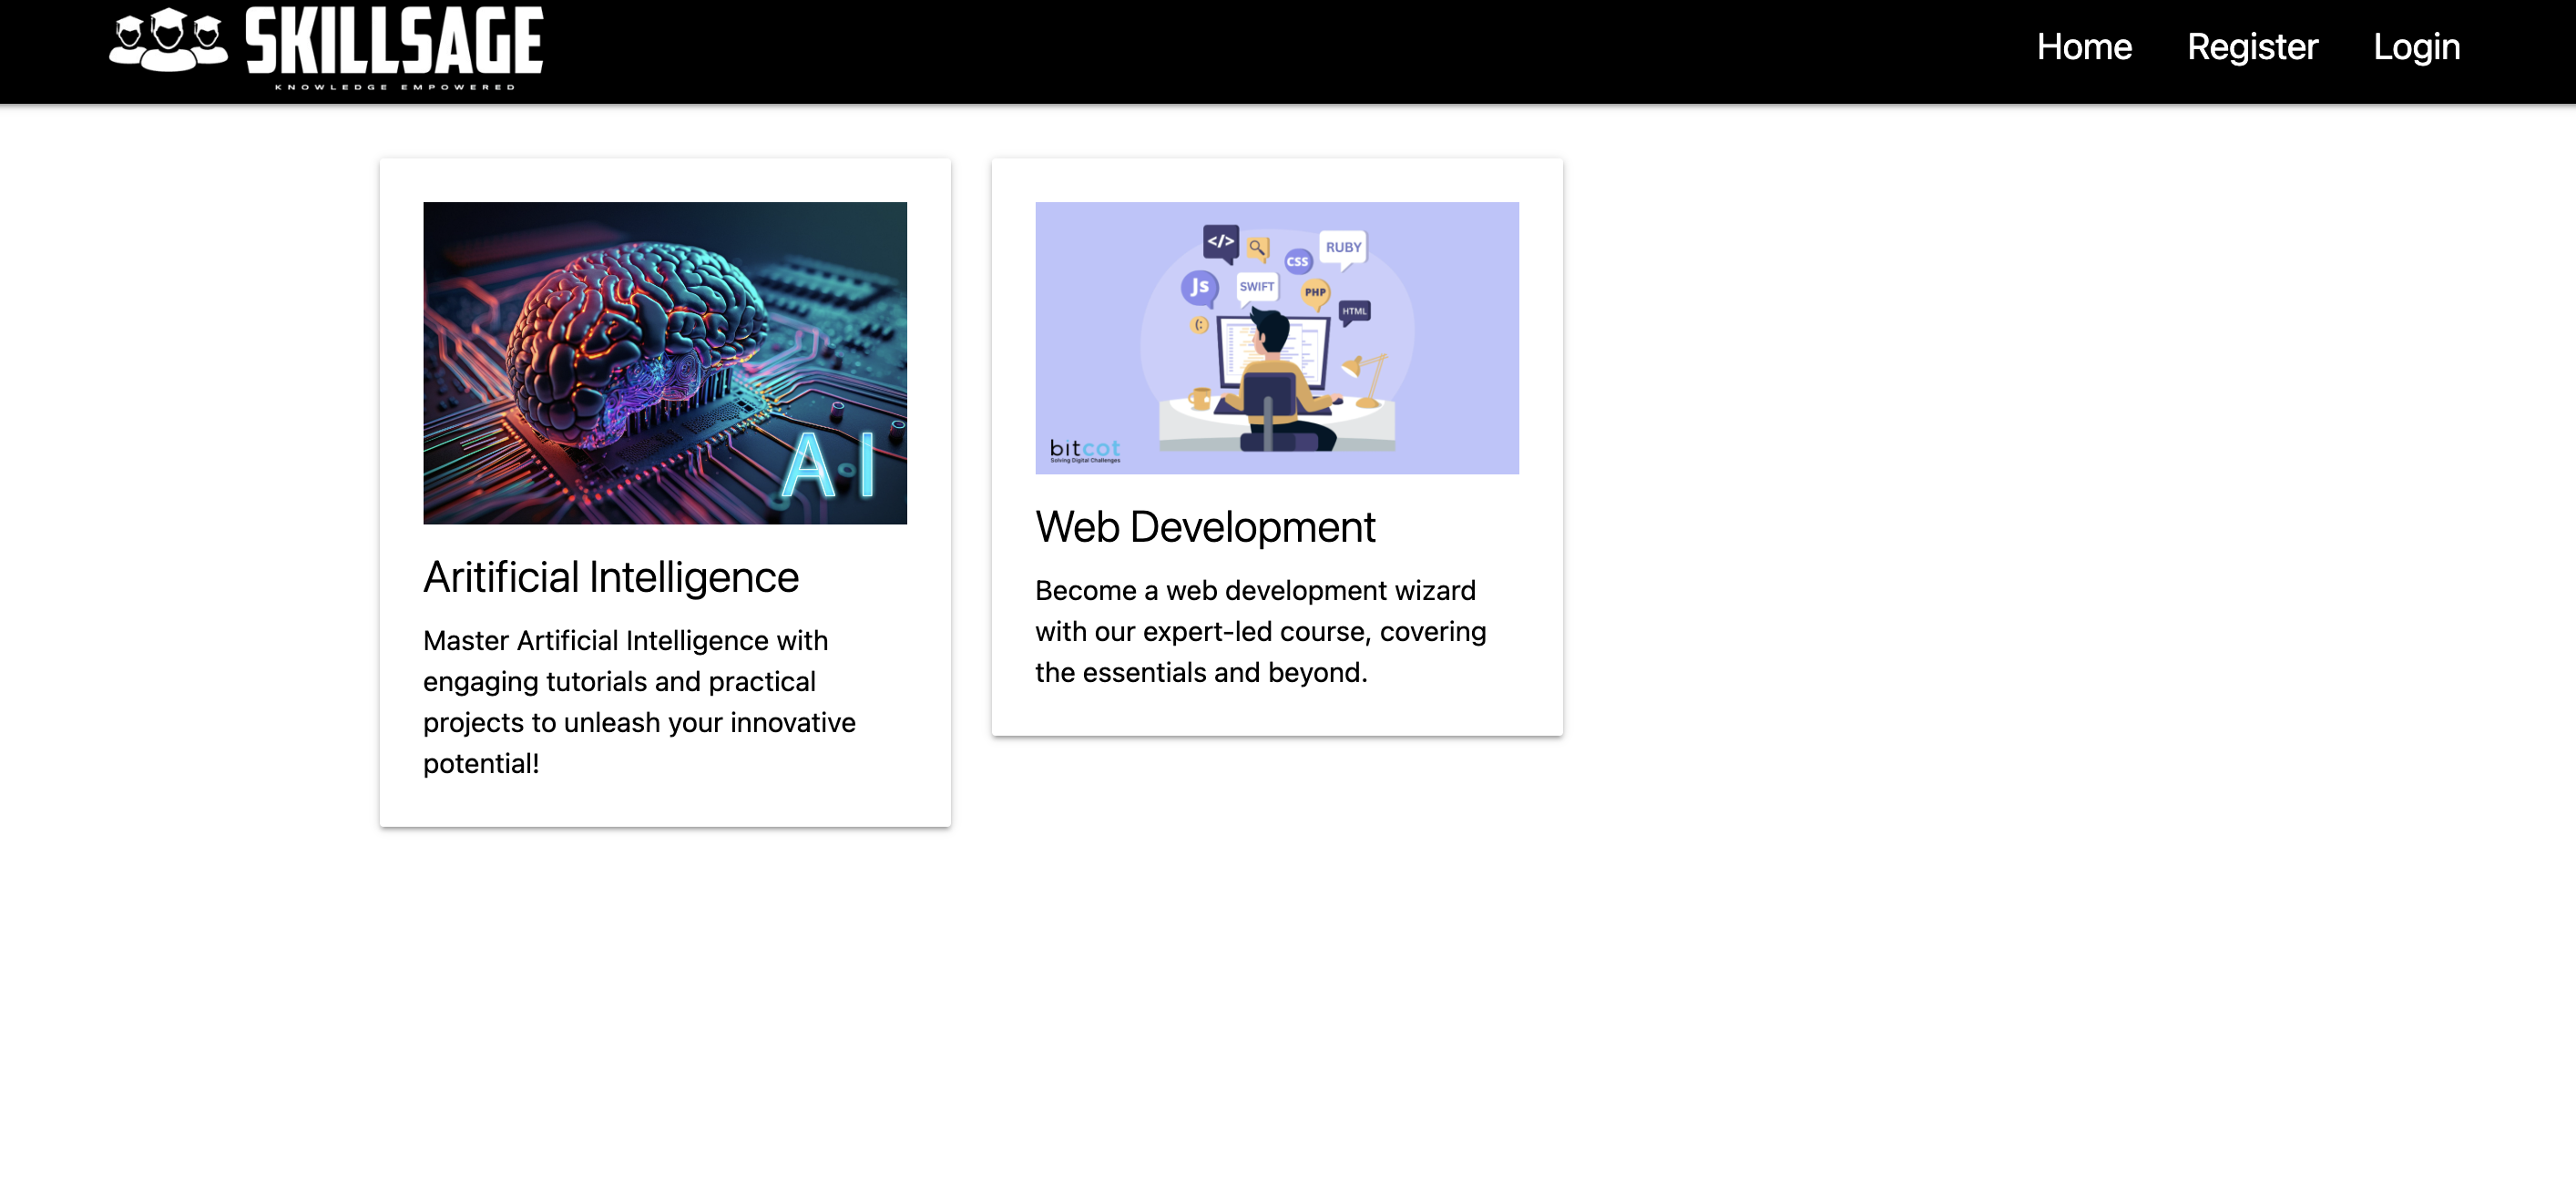 SKILLSAGE
KNOWLEDGE EMPOWERED
Home Register Login
AI
Aritificial Intelligence
Master Artificial Intelligence with
engaging tutorials and practical
projects to unleash your innovative
potential!
</>
RUBY
CSS
JS
SWIFT
PHP
HTML
(:
bitcot
Solving Digital Challenges
Web Development
Become a web development wizard
with our expert-led course, covering
the essentials and beyond.